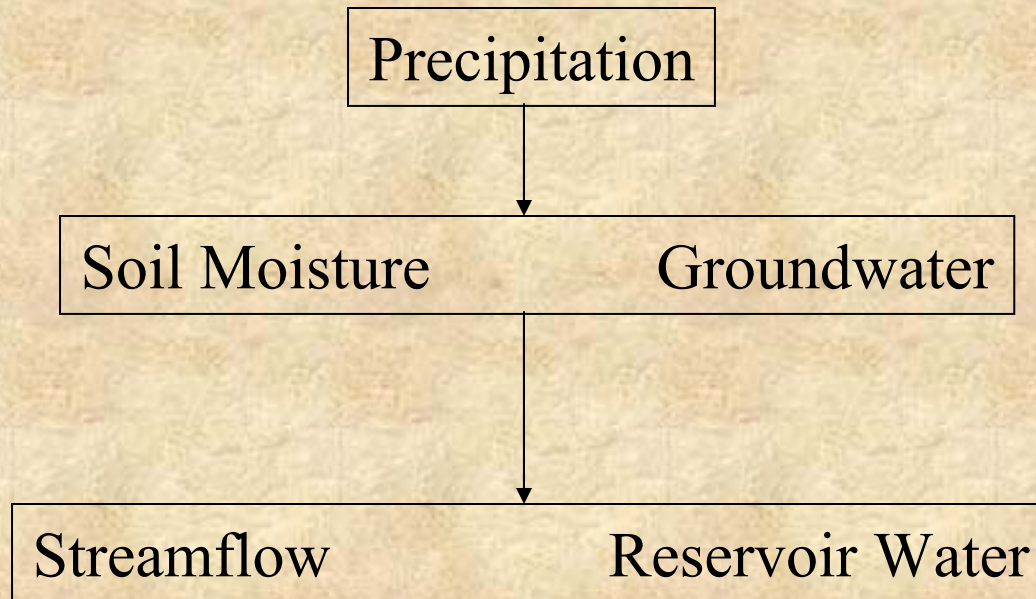 Precipitation
Soil Moisture Groundwater
Streamflow Reservoir Water